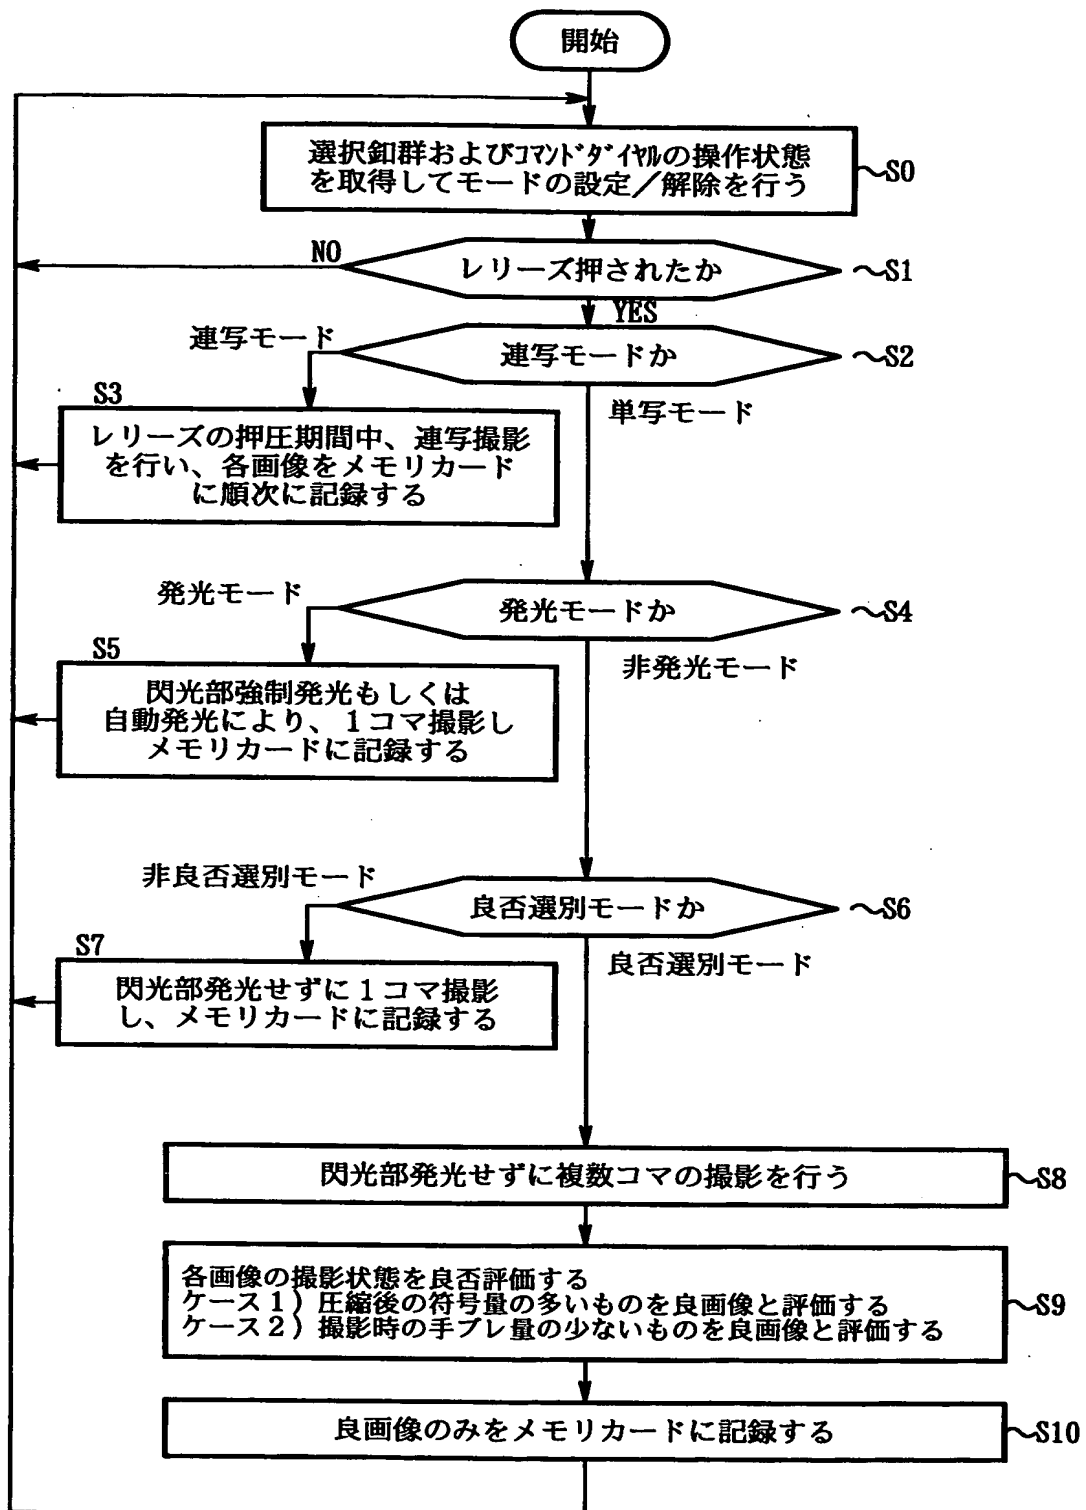 開始
選択釦群およびコマンドダイヤルの操作状態
を取得してモードの設定／解除を行う
~S0
NO
レリーズ押されたか
~S1
YES
連写モード
連写モードか
~S2
単写モード
S3
レリーズの押圧期間中、連写撮影
を行い、各画像をメモリカード
に順次に記録する
発光モード
発光モードか
~S4
非発光モード
S5
閃光部強制発光もしくは
自動発光により、１コマ撮影し
メモリカードに記録する
非良否選別モード
良否選別モードか
~S6
良否選別モード
S7
閃光部発光せずに１コマ撮影
し、メモリカードに記録する
閃光部発光せずに複数コマの撮影を行う
~S8
各画像の撮影状態を良否評価する
ケース１）圧縮後の符号量の多いものを良画像と評価する
ケース２）撮影時の手ブレ量の少ないものを良画像と評価する
~S9
良画像のみをメモリカードに記録する
~S10